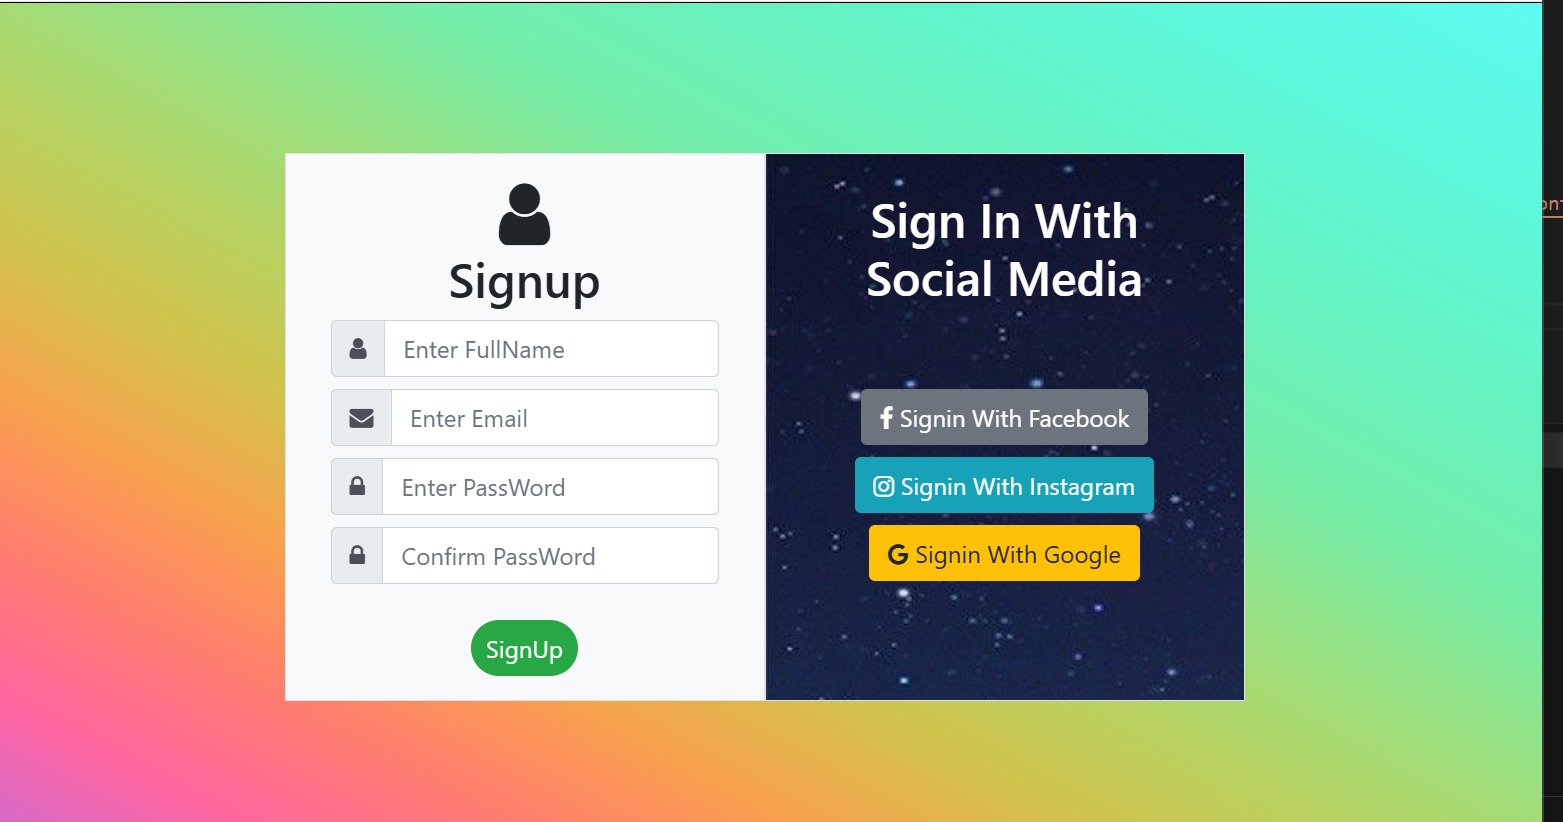 Signup
Enter FullName
Enter Email
Enter PassWord
Confirm PassWord
SignUp
Sign In With
Social Media
Signin With Facebook
Signin With Instagram
Signin With Google